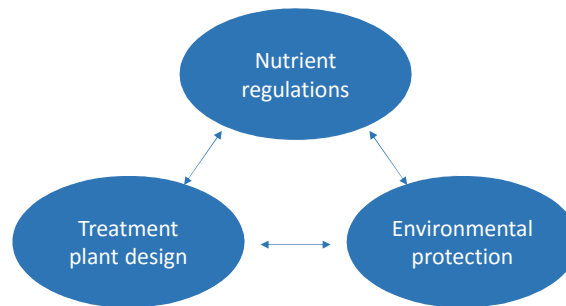 Nutrient
regulations
Treatment
plant design
Environmental
protection